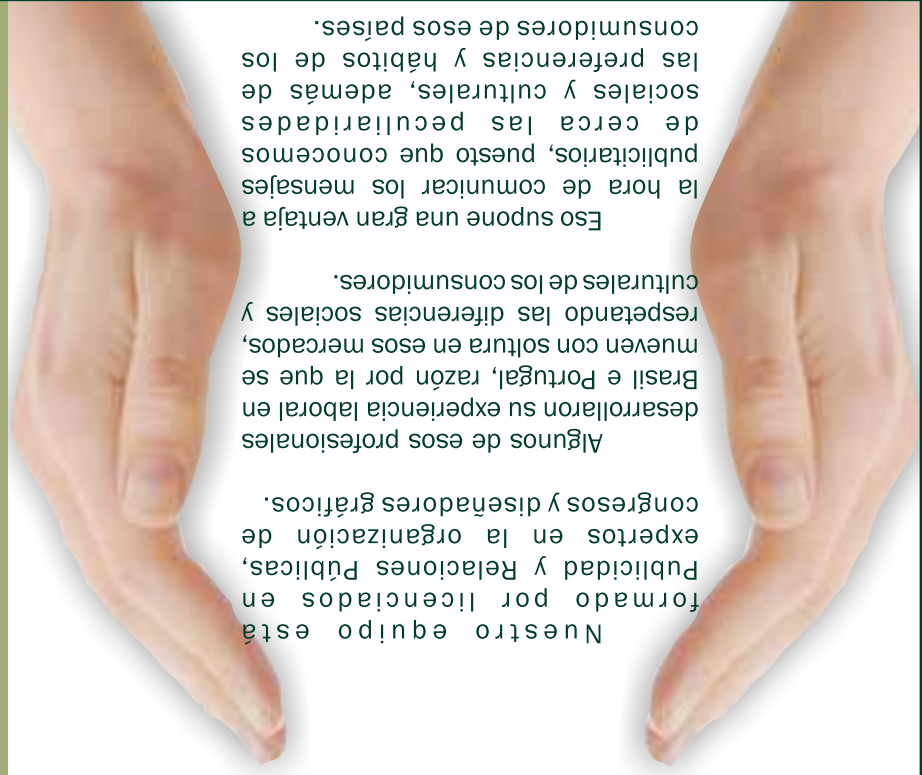 Nuestro equipo está
formado por licenciados en
Publicidad y Relaciones Públicas,
expertos en la organización de
congresos y diseñadores gráficos.
Algunos de esos profesionales
desarrollaron su experiencia laboral en
Brasil e Portugal, razón por la que se
mueven con soltura en esos mercados,
respetando las diferencias sociales y
culturales de los consumidores.
Eso supone una gran ventaja a
la hora de comunicar los mensajes
publicitarios, puesto que conocemos
de cerca las peculiaridades
sociales y culturales, además de
las preferencias y hábitos de los
consumidores de esos países.